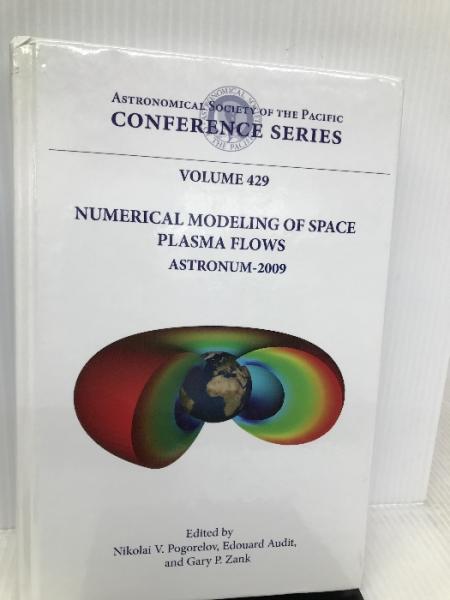 ASTRONOMICAL SOCIETY OF THE PACIFIC
CONFERENCE SERIES
VOLUME 429
NUMERICAL MODELING OF SPACE
PLASMA FLOWS
ASTRONUM-2009
Edited by
Nikolai V. Pogorelov, Edouard Audit,
and Gary P. Zank